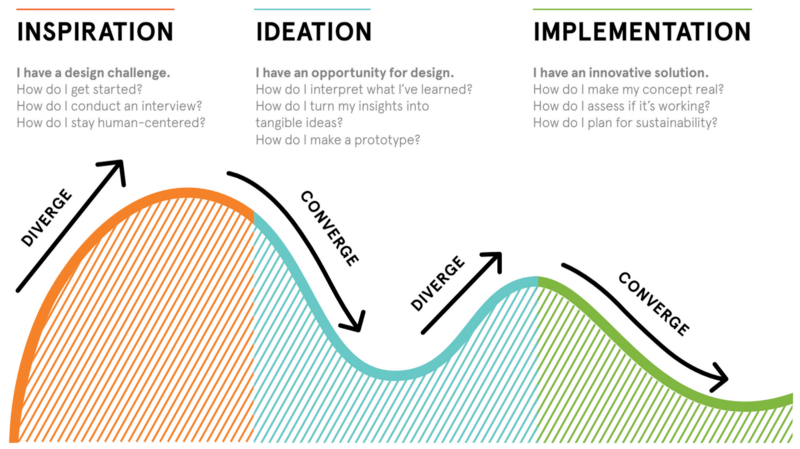 INSPIRATION
I have a design challenge.
How do I get started?
How do I conduct an interview?
How do I stay human-centered?
IDEATION
I have an opportunity for design.
How do I interpret what I've learned?
How do I turn my insights into
tangible ideas?
How do I make a prototype?
IMPLEMENTATION
I have an innovative solution.
How do I make my concept real?
How do I assess if it's working?
How do I plan for sustainability?
DIVERGE
CONVERGE
DIVERGE
CONVERGE